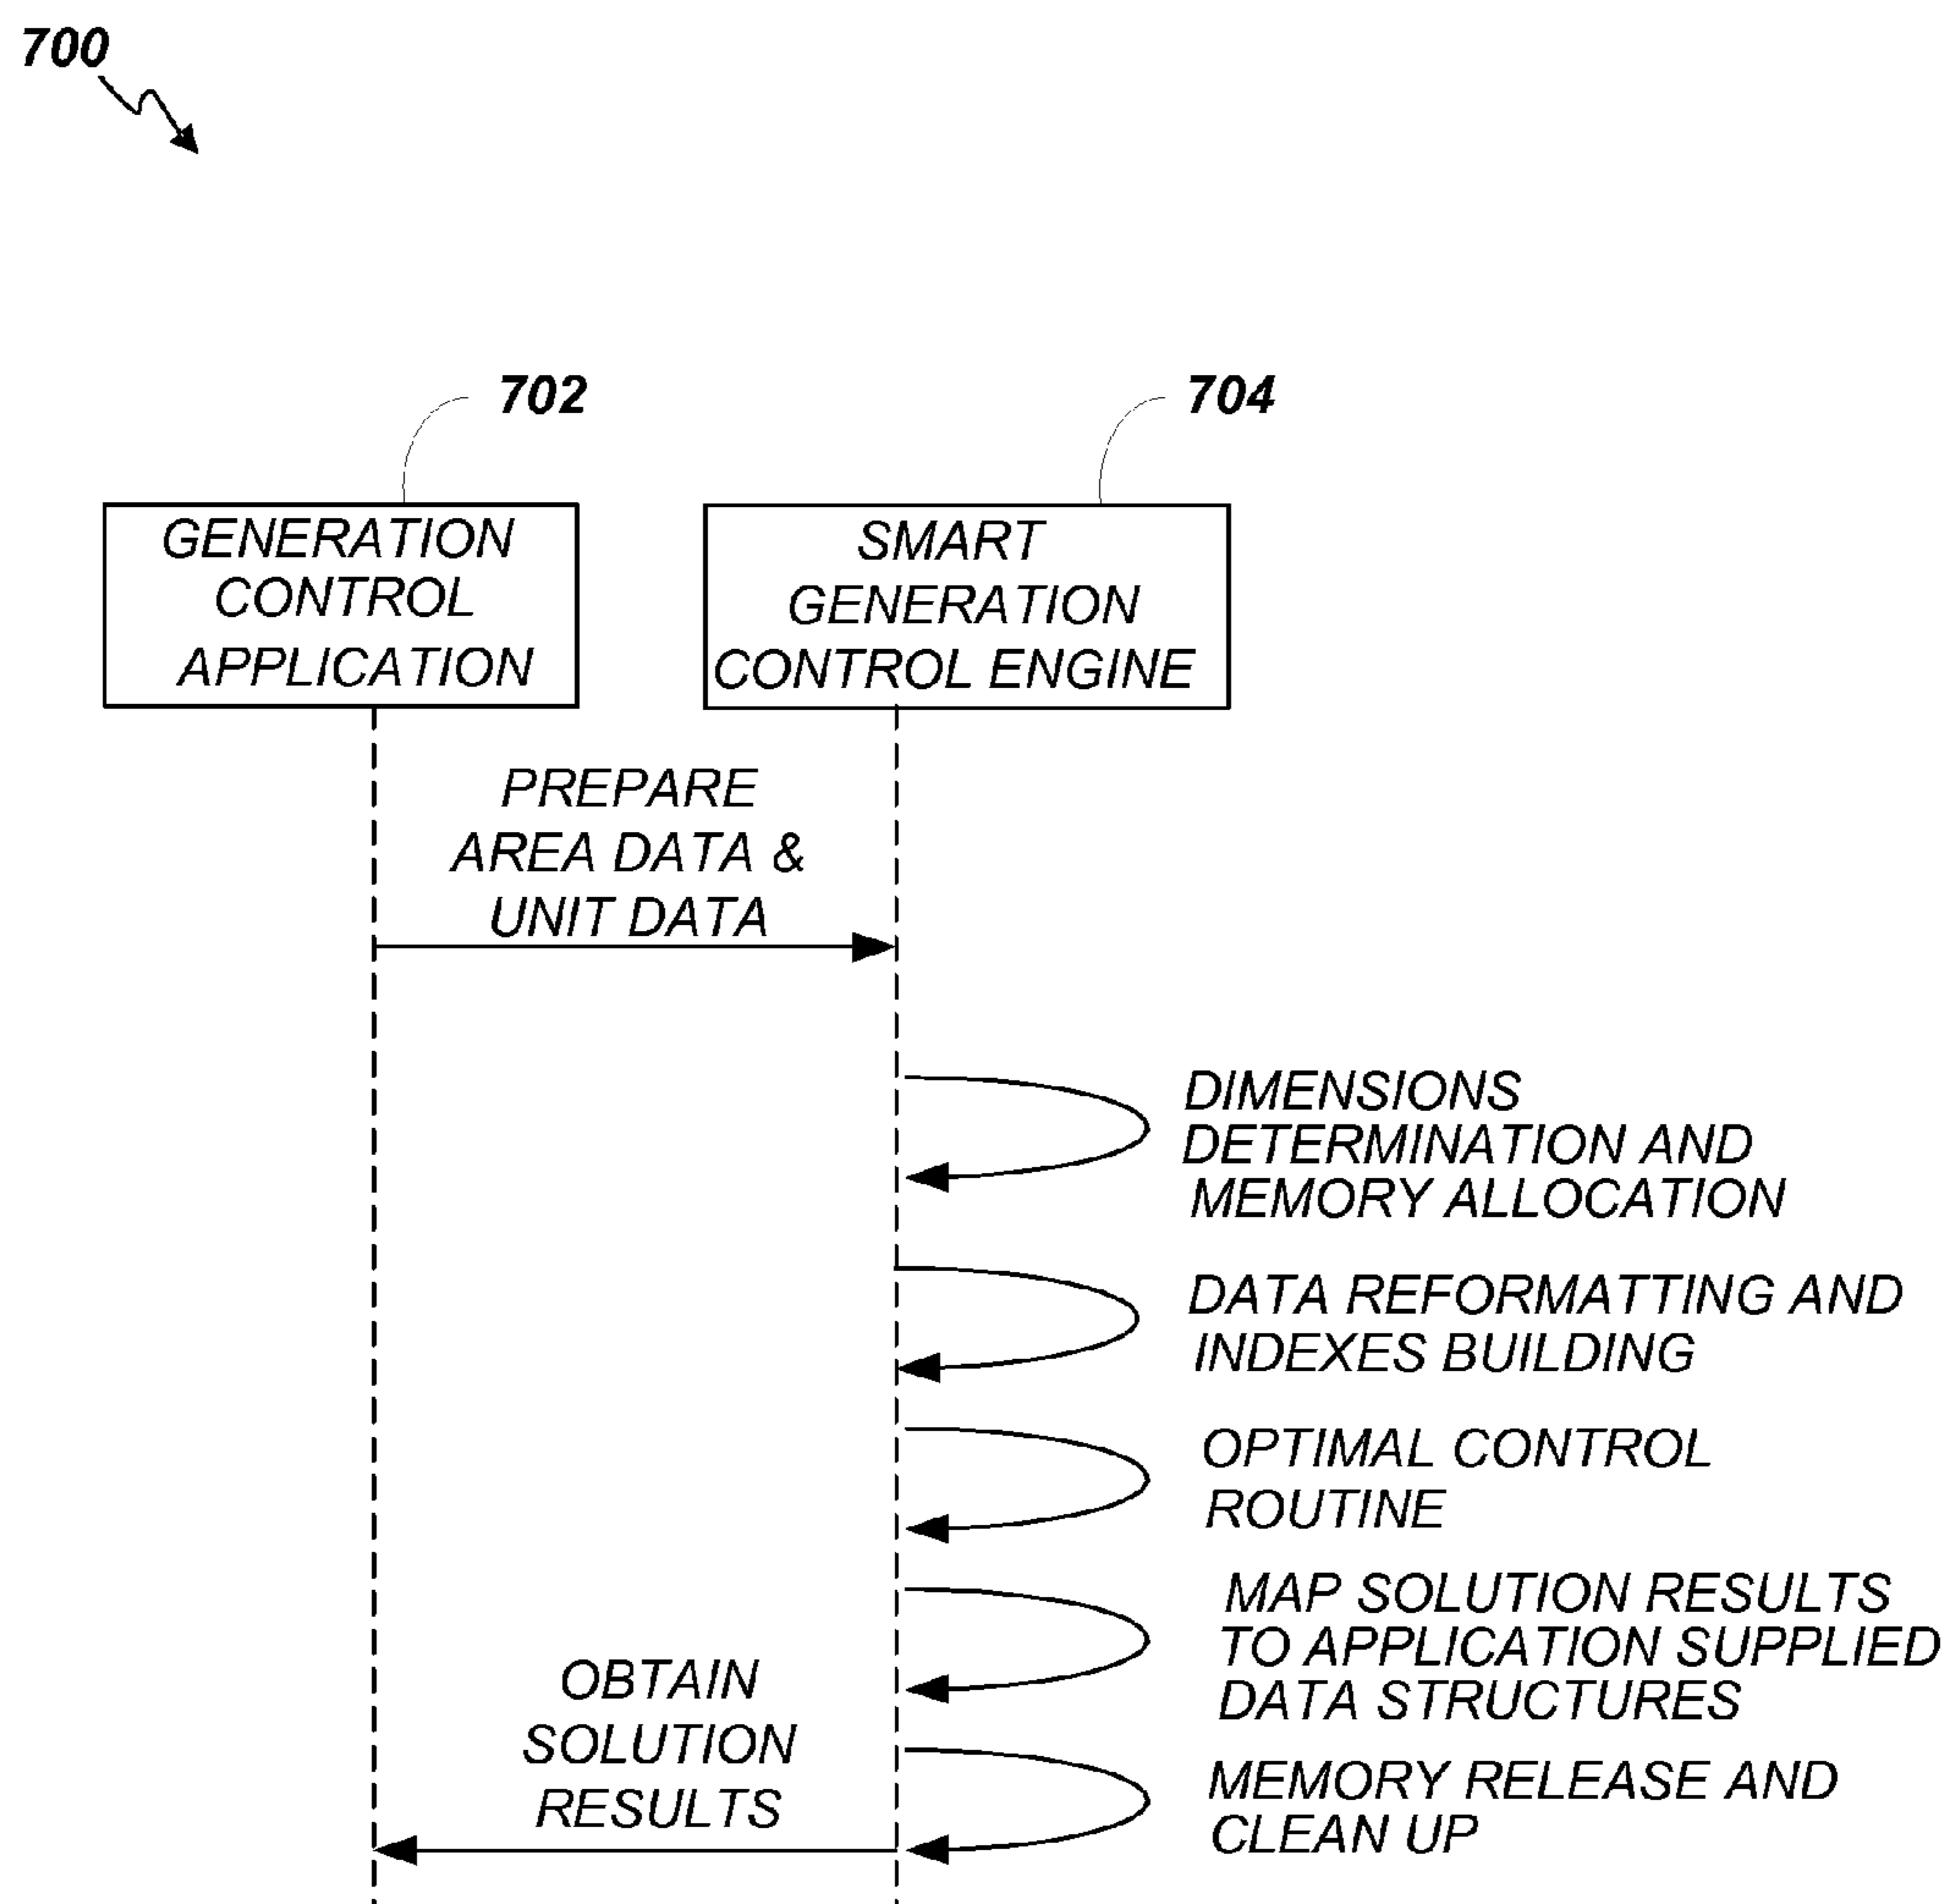 700
702
704
GENERATION
CONTROL
APPLICATION
SMART
GENERATION
CONTROL ENGINE
PREPARE
AREA DATA &
UNIT DATA
DIMENSIONS
DETERMINATION AND
MEMORY ALLOCATION
DATA REFORMATTING AND
INDEXES BUILDING
OPTIMAL CONTROL
ROUTINE
MAP SOLUTION RESULTS
TO APPLICATION SUPPLIED
DATA STRUCTURES
OBTAIN
SOLUTION
RESULTS
MEMORY RELEASE AND
CLEAN UP